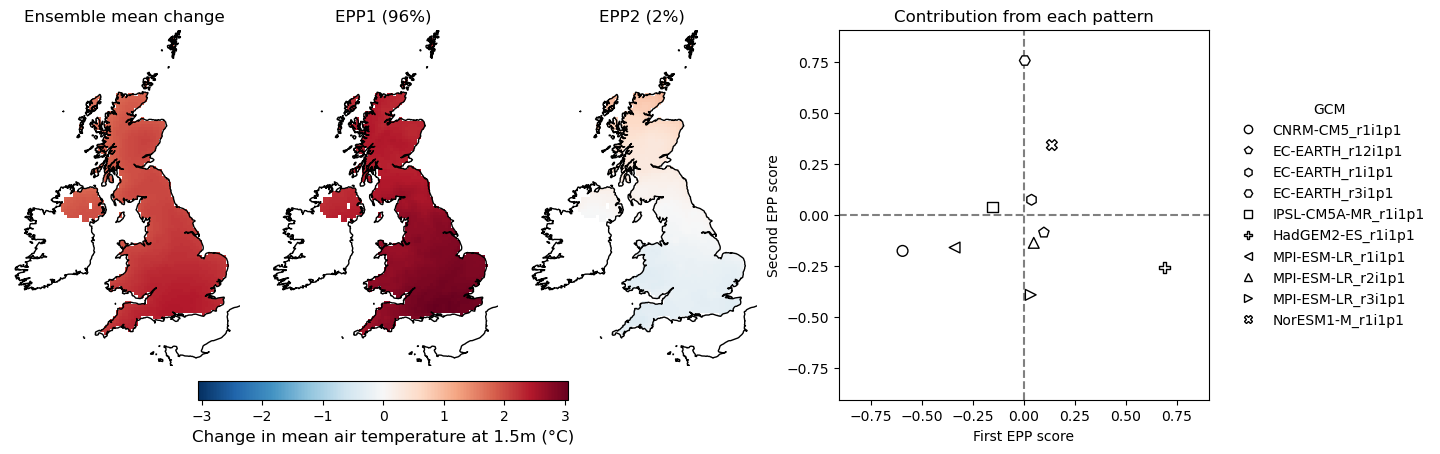 Ensemble mean change
EPP1 (96%)
EPP2 (2%)
Contribution from each pattern
−3 −2 −1 0 1 2 3
Change in mean air temperature at 1.5m (°C)
Second EPP score
0.75
0.50
0.25
0.00
−0.25
−0.50
−0.75
−0.75 −0.50 −0.25 0.00 0.25 0.50 0.75
First EPP score
GCM
CNRM-CM5_r1i1p1
EC-EARTH_r12i1p1
EC-EARTH_r1i1p1
EC-EARTH_r3i1p1
IPSL-CM5A-MR_r1i1p1
HadGEM2-ES_r1i1p1
MPI-ESM-LR_r1i1p1
MPI-ESM-LR_r2i1p1
MPI-ESM-LR_r3i1p1
NorESM1-M_r1i1p1